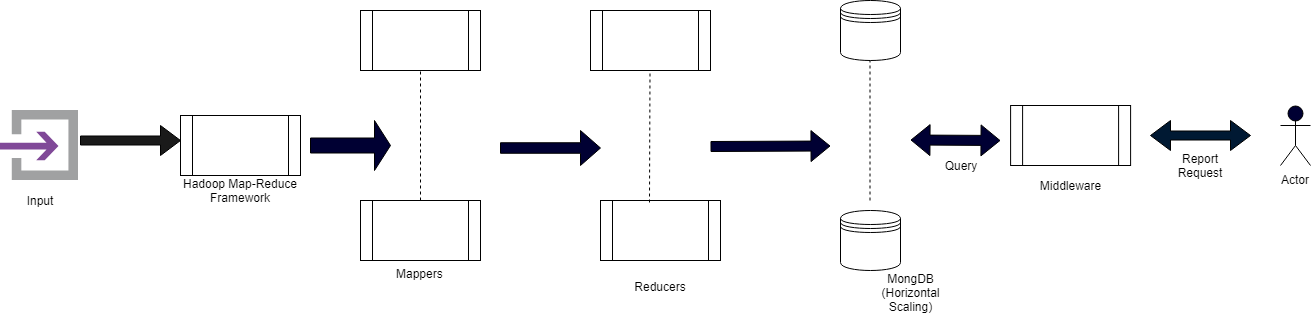 Input
Hadoop Map-Reduce
Framework
Mappers
Reducers
MongDB
(Horizontal
Scaling)
Query
Middleware
Report
Request
Actor